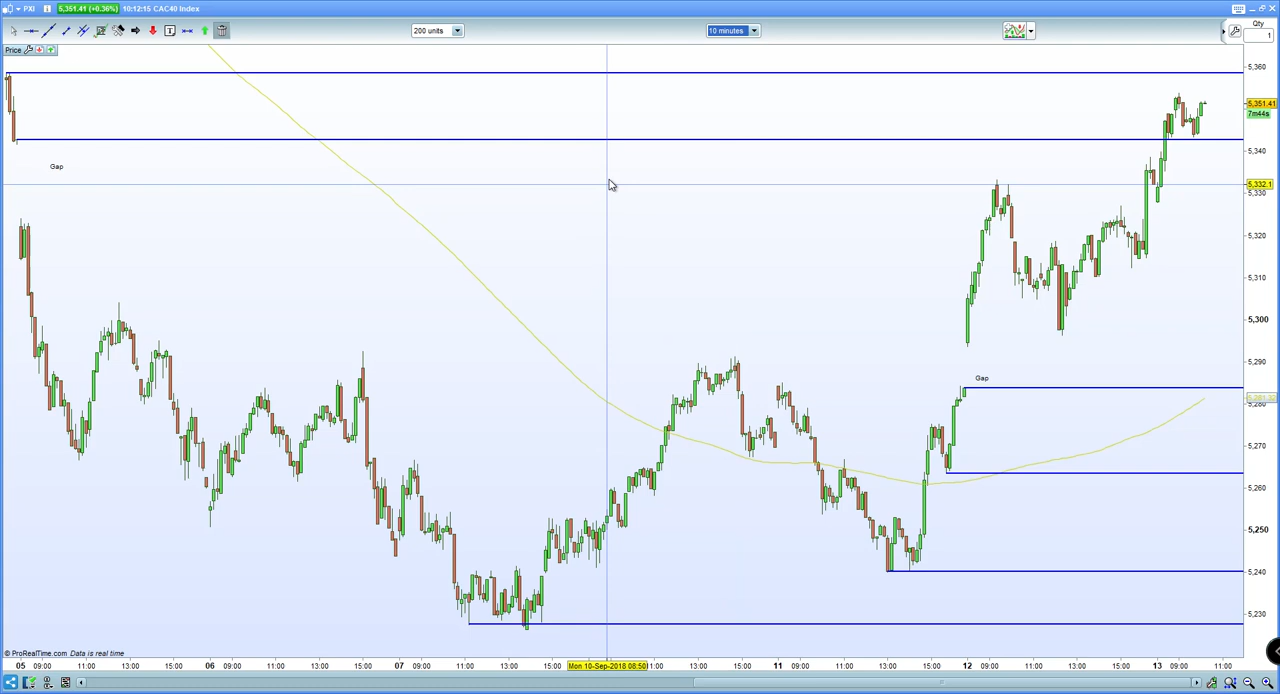 PXI 5,351.41 (+0.36%) 10:12:15 CAC40 Index
200 units
10 minutes
Qty
1
Price
5,360
5,351.41
7m44s
5,340
5,332.1
5,330
5,320
5,310
5,300
5,290
5,280
5,270
5,260
5,250
5,240
5,230
Gap
Gap
© ProRealTime.com Data is real time
05 09:00 11:00 13:00 15:00 06 09:00 11:00 13:00 15:00 07 09:00 11:00 13:00 15:00 Mon 10-Sep-2018 08:50 11:00 13:00 15:00 11 09:00 13:00 15:00 12 09:00 13:00 15:00 13 09:00 11:00